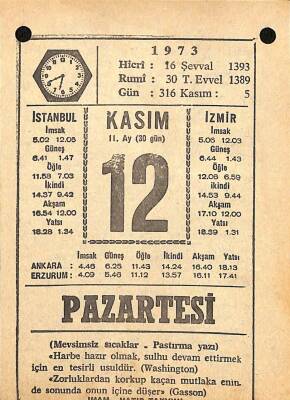 1973
Hicrî : 16 Şevval 1393
Rumî : 30 T. Evvel 1389
Gün : 316 Kasım : 5
İSTANBUL
İmsak
5.02 12.05
Güneş
6.41 1.47
Öğle
11.58 7.03
İkindi
14.37 9.42
Akşam
16.54 12.00
Yatsı
18.28 1.34
KASIM
11. Ay (30 gün)
12
İZMİR
İmsak
5.06 12.03
Güneş
6.44 1.43
Öğle
12.05 6.59
İkindi
14.53 9.44
Akşam
17.10 12.00
Yatsı
18.39 1.31
İmsak Güneş Öğle İkindi Akşam Yatsı
ANKARA : 4.46 6.25 11.43 14.24 16.40 18.13
ERZURUM : 4.09 5.46 11.12 13.57 16.11 17.41
PAZARTESİ
(Mevsimsiz sıcaklar - Pastırma yazı)
«Harbe hazır olmak, sulhu devam ettirmek
için en tesirli usuldür. (Washington)
«Zorluklardan korkup kaçan mutlaka enin-
de sonunda onun içine düşer» (Gasson)